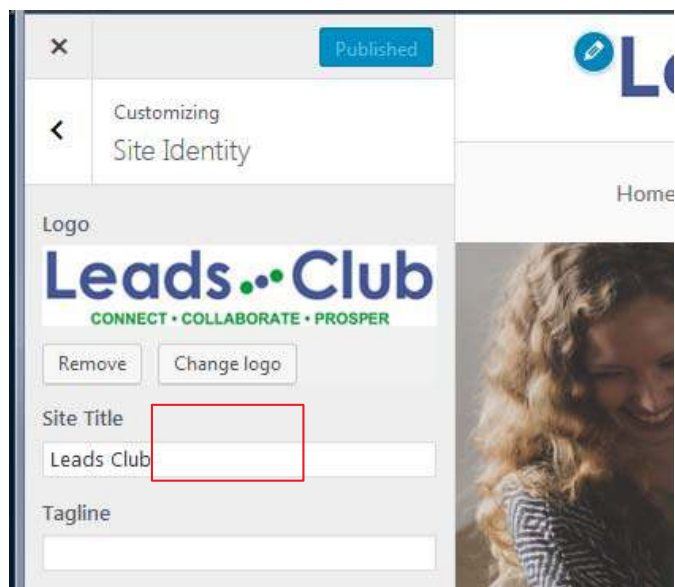 Published
Customizing
Site Identity
Logo
Leads Club
CONNECT • COLLABORATE • PROSPER
Remove
Change logo
Site Title
Leads Club
Tagline
Le
Home